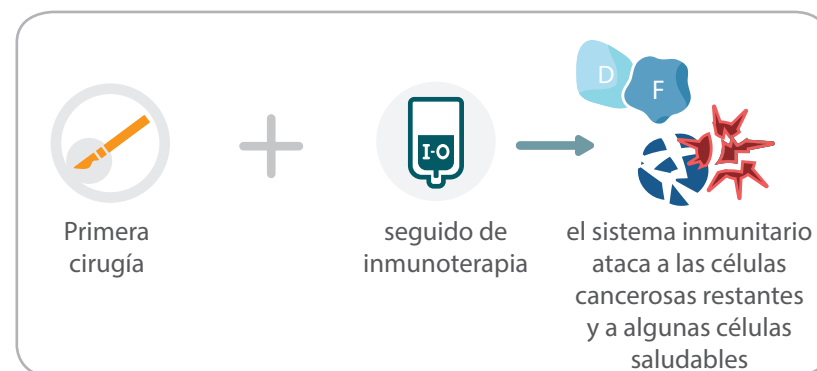 D
F
I-O
Primera
cirugía
seguido de
inmunoterapia
el sistema inmunitario
ataca a las células
cancerosas restantes
y a algunas células
saludables